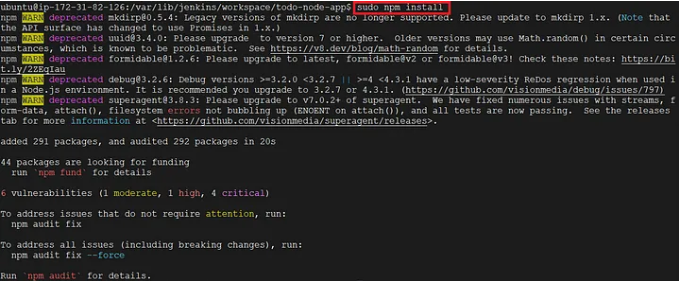 ubuntu@ip-172-31-82-126:/var/lib/jenkins/workspace/todo-node-app$ sudo npm install
npm WARN deprecated mkdirp@0.5.4: Legacy versions of mkdirp are no longer supported. Please update to mkdirp 1.x. (Note that
the API surface has changed to use Promises in 1.x.)
npm WARN deprecated uuid@3.4.0: Please upgrade  to version 7 or higher.  Older versions may use Math.random() in certain circ
umstances, which is known to be problematic.  See https://v8.dev/blog/math-random for details.
npm WARN deprecated formidable@1.2.6: Please upgrade to latest, formidable@v2 or formidable@v3! Check these notes: https://bi
t.ly/2ZEqIau
npm WARN deprecated debug@3.2.6: Debug versions >=3.2.0 <3.2.7 || >=4 <4.3.1 have a low-severity ReDos regression when used i
n a Node.js environment. It is recommended you upgrade to 3.2.7 or 4.3.1. (https://github.com/visionmedia/debug/issues/797)
npm WARN deprecated superagent@3.8.3: Please upgrade to v7.0.2+ of superagent.  We have fixed numerous issues with streams, f
orm-data, attach(), filesystem errors not bubbling up (ENOENT on attach()), and all tests are now passing.  See the releases
tab for more information at <https://github.com/visionmedia/superagent/releases>.
added 291 packages, and audited 292 packages in 20s
44 packages are looking for funding
run `npm fund` for details
6 vulnerabilities (1 moderate, 1 high, 4 critical)
To address issues that do not require attention, run:
npm audit fix
To address all issues (including breaking changes), run:
npm audit fix --force
Run `npm audit` for details.